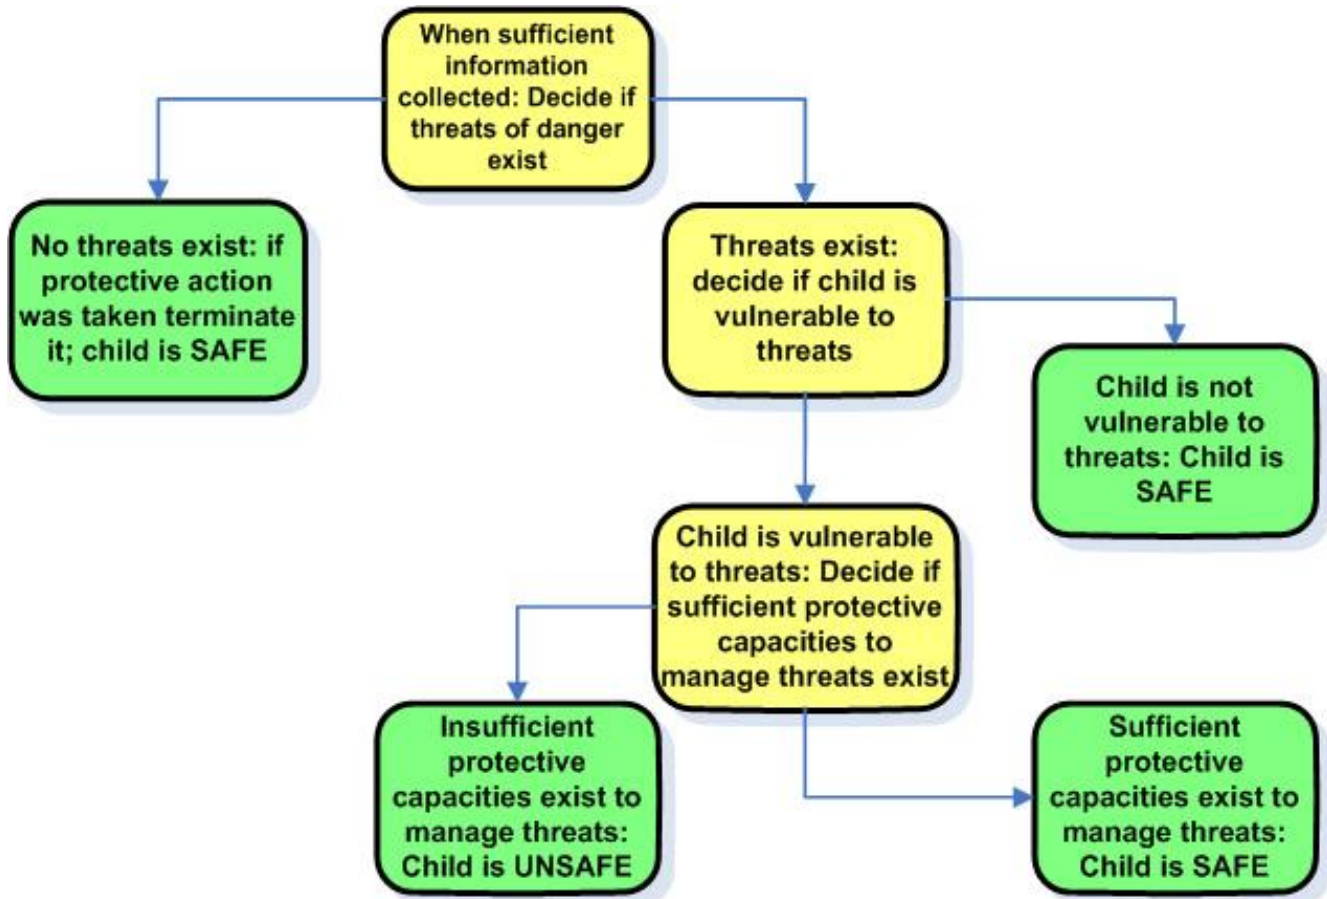 When sufficient
information
collected: Decide if
threats of danger
exist
No threats exist: if
protective action
was taken terminate
it; child is SAFE
Threats exist:
decide if child is
vulnerable to
threats
Child is not
vulnerable to
threats: Child is
SAFE
Child is vulnerable
to threats: Decide if
sufficient protective
capacities to
manage threats exist
Insufficient
protective
capacities exist to
manage threats:
Child is UNSAFE
Sufficient
protective
capacities exist to
manage threats:
Child is SAFE